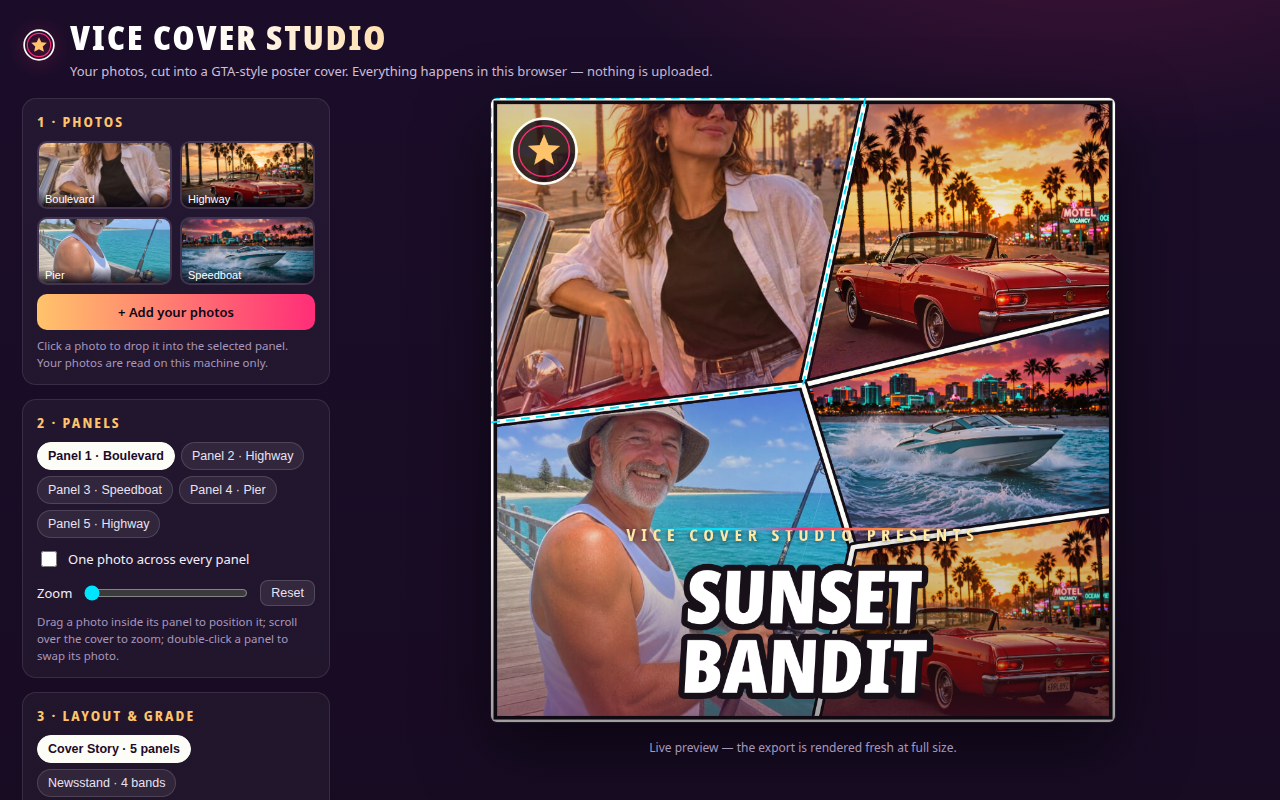 VICE COVER STUDIO
Your photos, cut into a GTA-style poster cover. Everything happens in this browser — nothing is uploaded.
1 · PHOTOS
Boulevard
Highway
Pier
Speedboat
+ Add your photos
Click a photo to drop it into the selected panel.
Your photos are read on this machine only.
2 · PANELS
Panel 1 · Boulevard
Panel 2 · Highway
Panel 3 · Speedboat
Panel 4 · Pier
Panel 5 · Highway
One photo across every panel
Zoom
Reset
Drag a photo inside its panel to position it; scroll
over the cover to zoom; double-click a panel to
swap its photo.
3 · LAYOUT & GRADE
Cover Story · 5 panels
Newsstand · 4 bands
MOTEL
VACANCY
VICE COVER STUDIO PRESENTS
SUNSET
BANDIT
MOTEL
VACANCY
Live preview — the export is rendered fresh at full size.